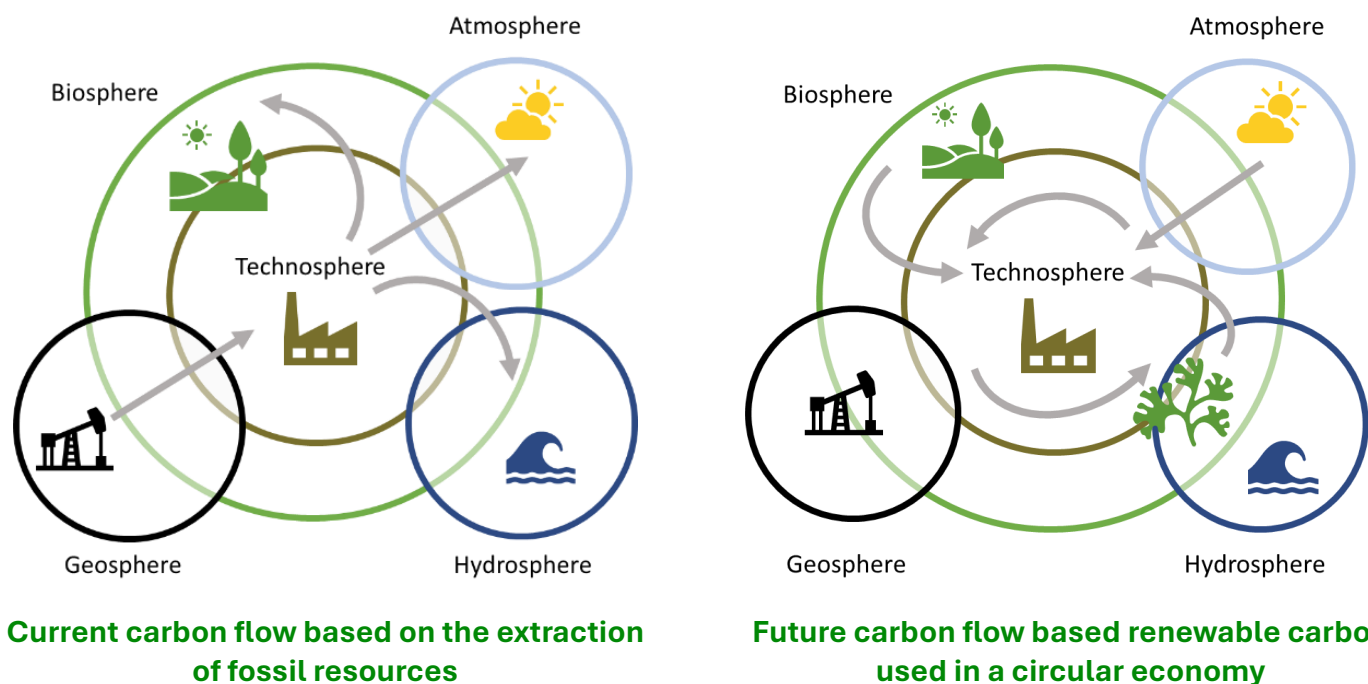 Atmosphere
Biosphere
Technosphere
Geosphere
Hydrosphere
Current carbon flow based on the extraction
of fossil resources
Atmosphere
Biosphere
Technosphere
Geosphere
Hydrosphere
Future carbon flow based renewable carbo
used in a circular economy